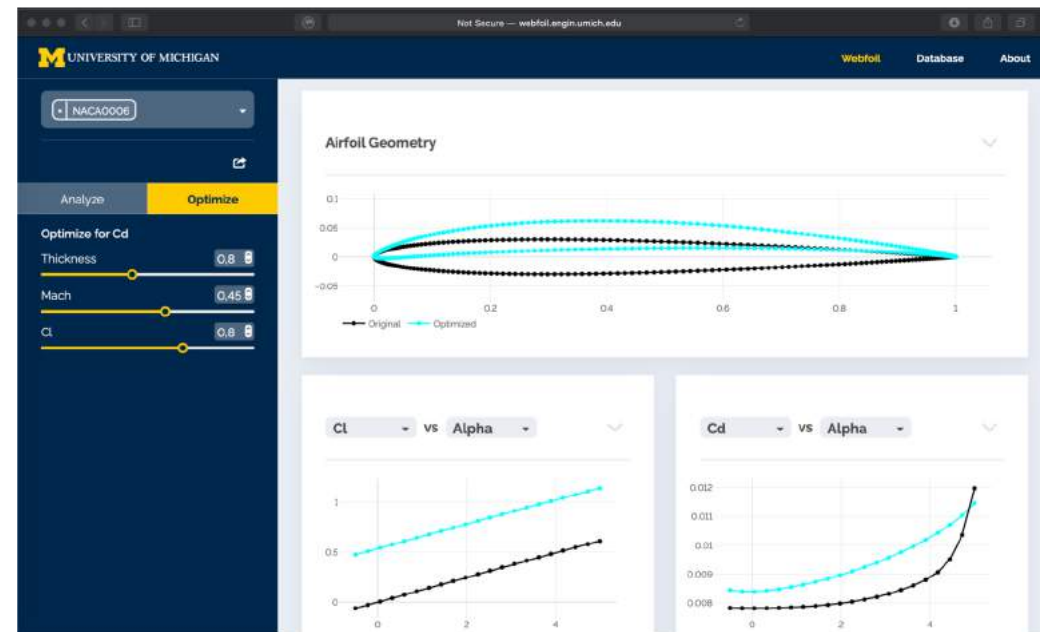 Not Secure — webfoil.engin.umich.edu
M UNIVERSITY OF MICHIGAN
Webfoil Database About
NACA0006
Analyze Optimize
Optimize for Cd
Thickness 0.8
Mach 0.45
Cl 0.8
Airfoil Geometry
0.1
0.05
0
−0.05
0 0.2 0.4 0.6 0.8 1
Original Optimized
Cl vs Alpha
1
0.5
0
0 2 4
Cd vs Alpha
0.012
0.011
0.01
0.009
0.008
0 2 4